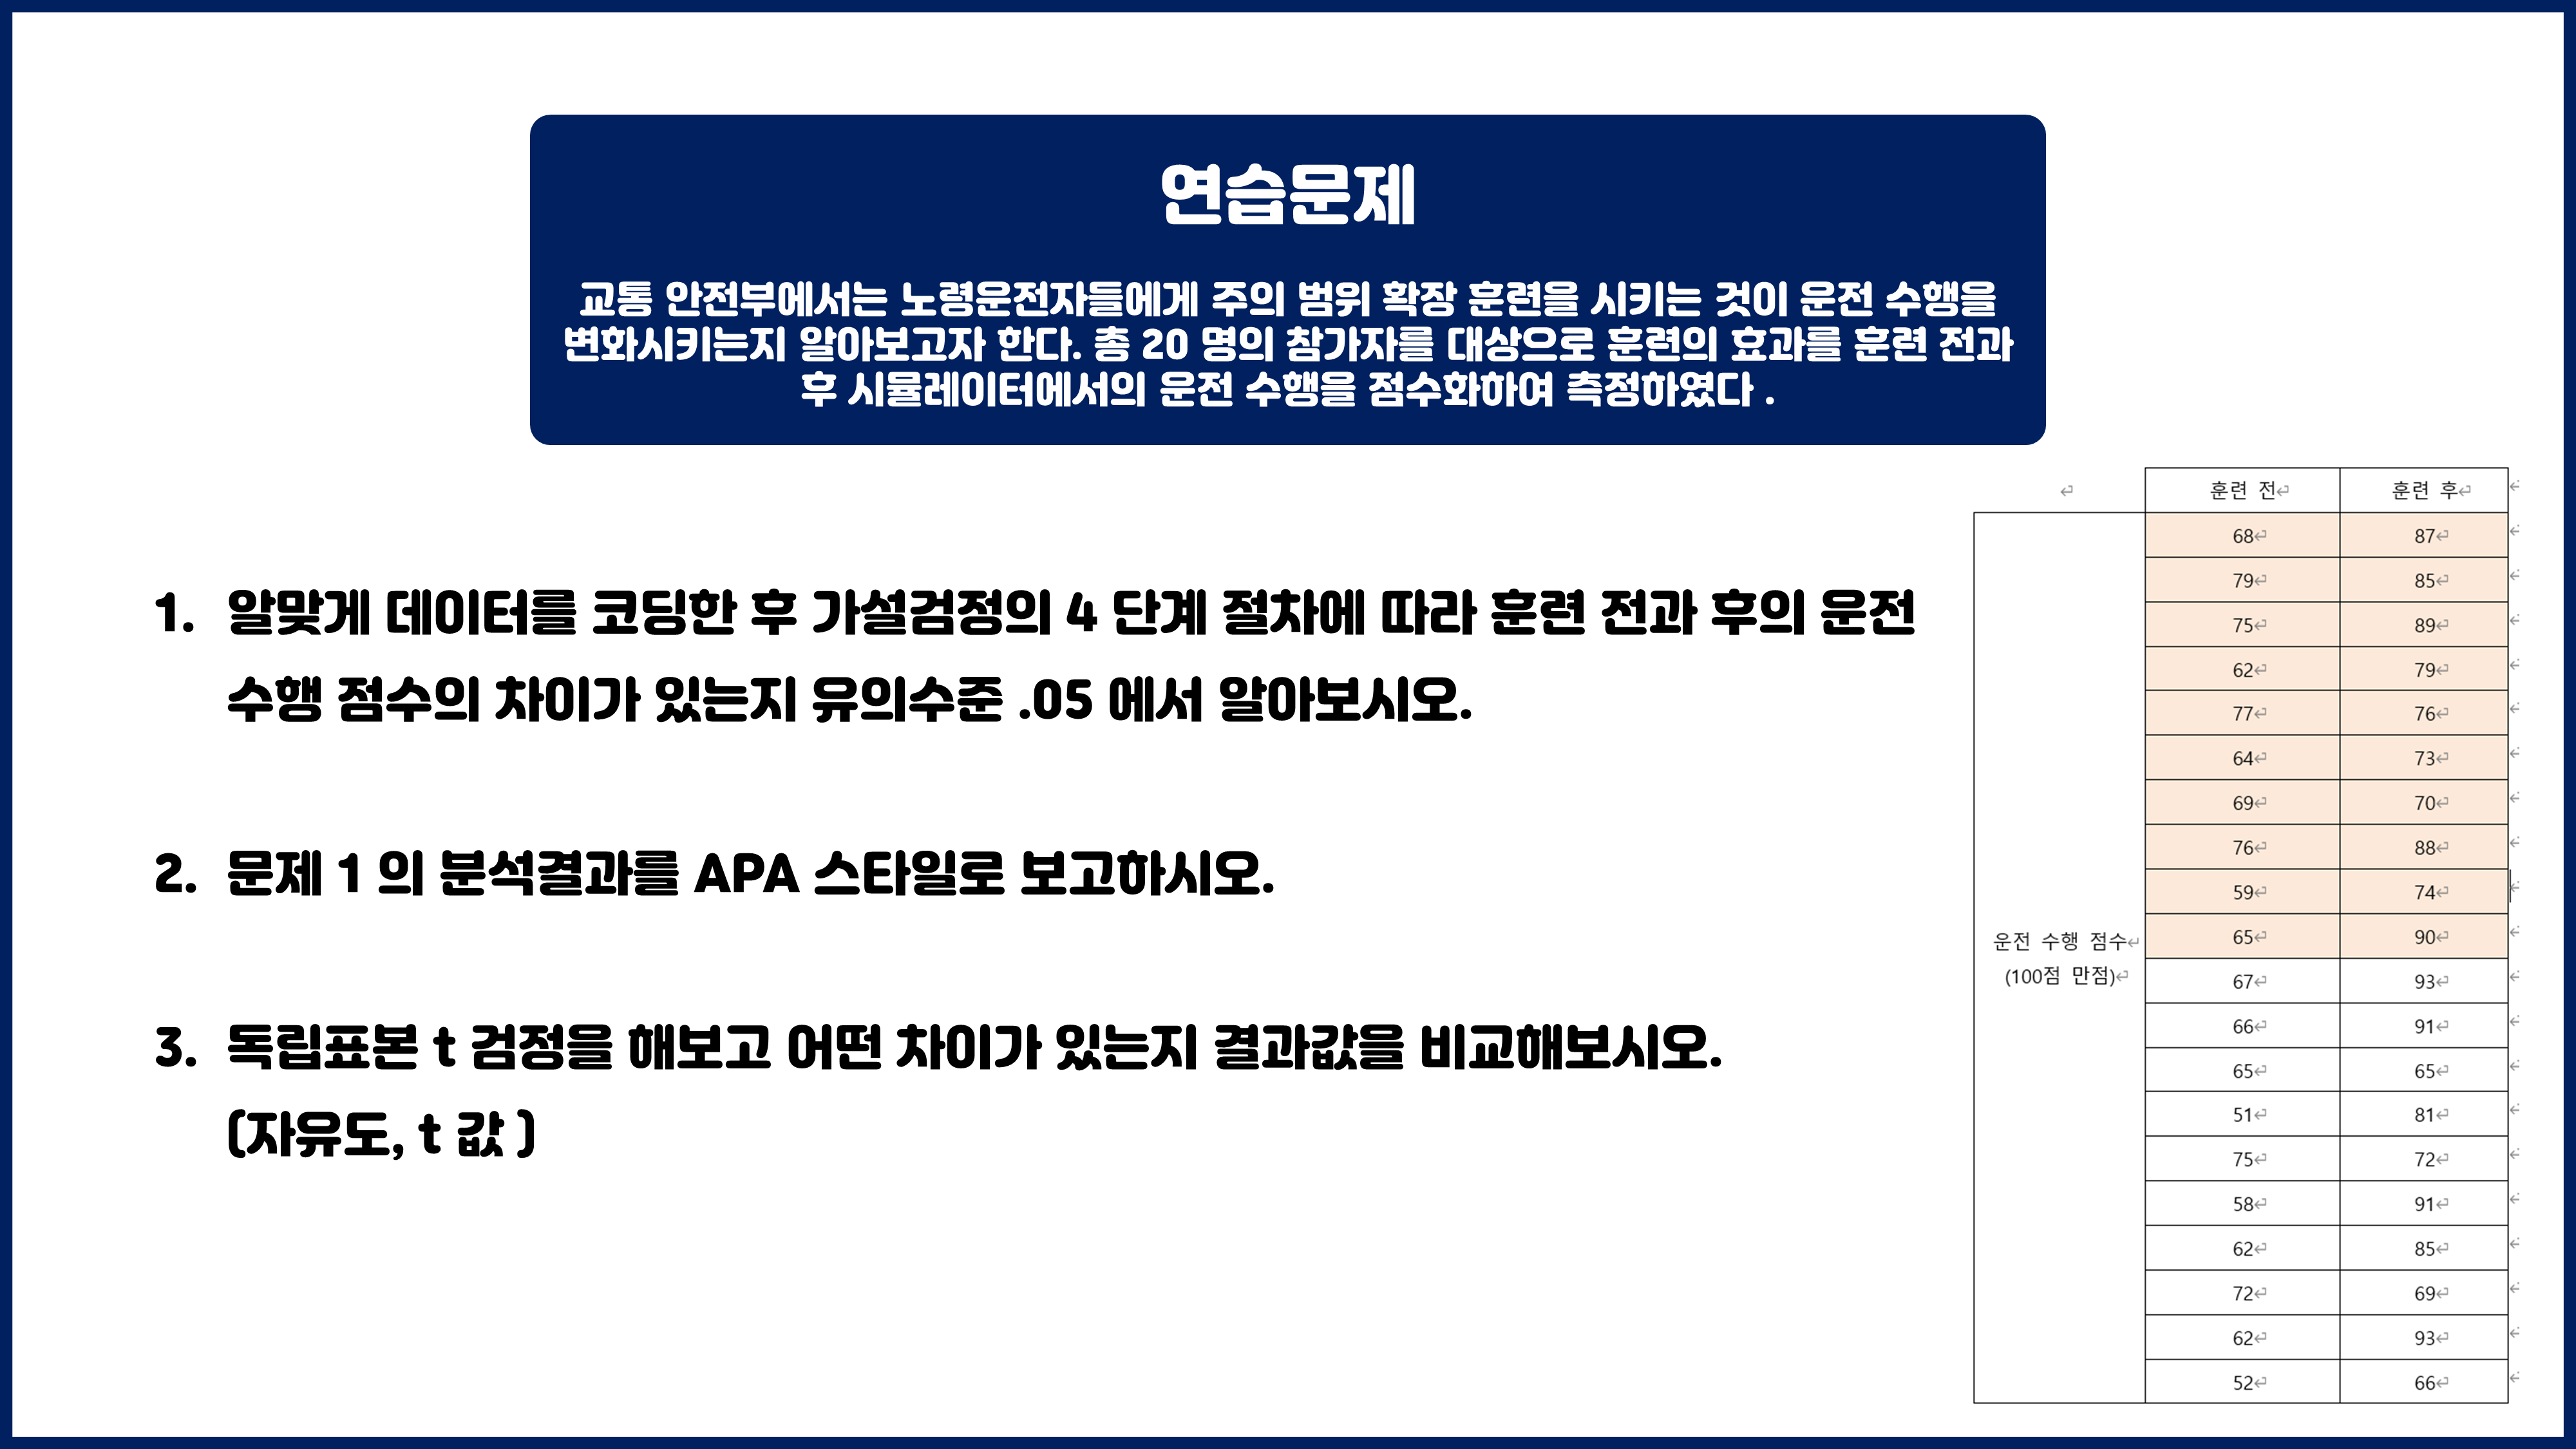 연습문제
교통 안전부에서는 노령운전자들에게 주의 범위 확장 훈련을 시키는 것이 운전 수행을
변화시키는지 알아보고자 한다. 총 20 명의 참가자를 대상으로 훈련의 효과를 훈련 전과
후 시뮬레이터에서의 운전 수행을 점수화하여 측정하였다 .
1. 알맞게 데이터를 코딩한 후 가설검정의 4 단계 절차에 따라 훈련 전과 후의 운전
수행 점수의 차이가 있는지 유의수준 .05 에서 알아보시오.
2. 문제 1 의 분석결과를 APA 스타일로 보고하시오.
3. 독립표본 t 검정을 해보고 어떤 차이가 있는지 결과값을 비교해보시오.
(자유도, t 값 )
훈련 전 훈련 후
운전 수행 점수
(100점 만점)
68 87
79 85
75 89
62 79
77 76
64 73
69 70
76 88
59 74
65 90
67 93
66 91
65 65
51 81
75 72
58 91
62 85
72 69
62 93
52 66